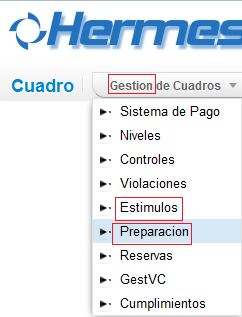 Hermes
Cuadro
Gestion de Cuadros
Sistema de Pago
Niveles
Controles
Violaciones
Estimulos
Preparacion
Reservas
GestVC
Cumplimientos